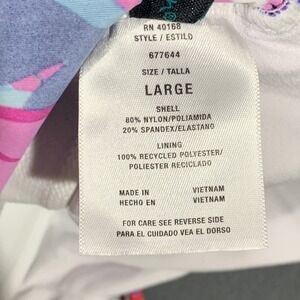 RN 40168
STYLE / ESTILO
677644
SIZE / TALLA
LARGE
SHELL
80% NYLON/POLIAMIDA
20% SPANDEX/ELASTANO
LINING
100% RECYCLED POLYESTER/
POLIESTER RECICLADO
MADE IN VIETNAM
HECHO EN VIETNAM
FOR CARE SEE REVERSE SIDE
PARA EL CUIDADO VEA EL DORSO